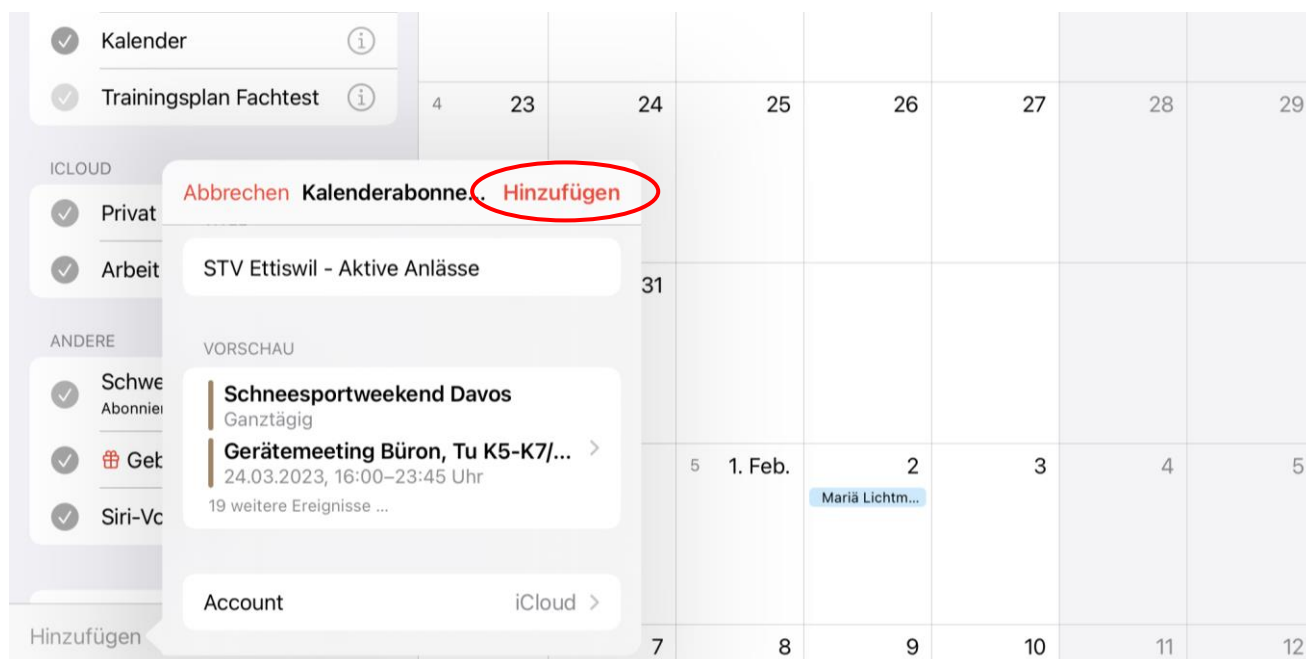 Kalender
Trainingsplan Fachtest
ICLOUD
Privat
Arbeit
ANDERE
Schwe
Abonnier
Geb
Siri-Vo
Hinzufügen
Abbrechen Kalenderabonne... Hinzufügen
STV Ettiswil - Aktive Anlässe
VORSCHAU
Schneesportweekend Davos
Ganztägig
Gerätemeeting Büron, Tu K5-K7/...
24.03.2023, 16:00–23:45 Uhr
19 weitere Ereignisse ...
Account iCloud
4 23 24 25 26 27 28 29
31
5 1. Feb. 2 3 4 5
Mariä Lichtm...
7 8 9 10 11 12